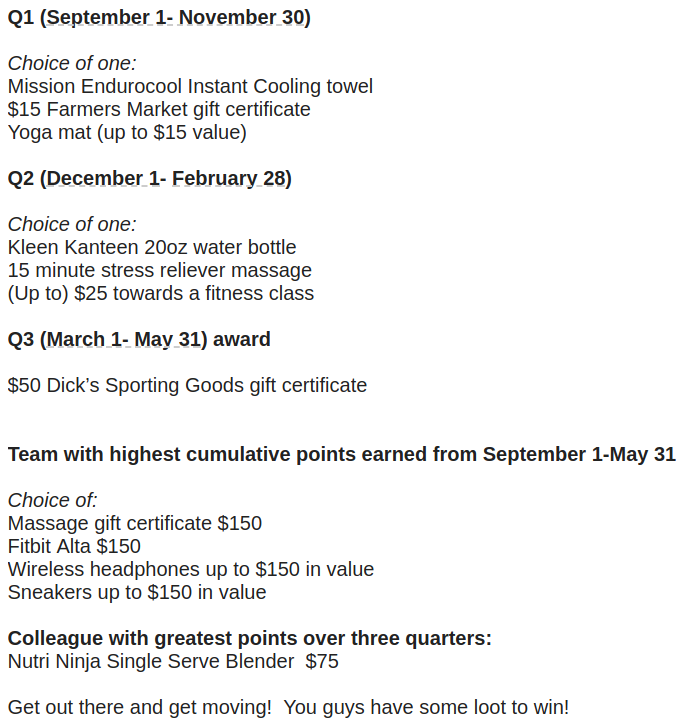 Q1 (September 1- November 30)
Choice of one:
Mission Endurocool Instant Cooling towel
$15 Farmers Market gift certificate
Yoga mat (up to $15 value)
Q2 (December 1- February 28)
Choice of one:
Kleen Kanteen 20oz water bottle
15 minute stress reliever massage
(Up to) $25 towards a fitness class
Q3 (March 1- May 31) award
$50 Dick’s Sporting Goods gift certificate
Team with highest cumulative points earned from September 1-May 31
Choice of:
Massage gift certificate $150
Fitbit Alta $150
Wireless headphones up to $150 in value
Sneakers up to $150 in value
Colleague with greatest points over three quarters:
Nutri Ninja Single Serve Blender  $75
Get out there and get moving!  You guys have some loot to win!